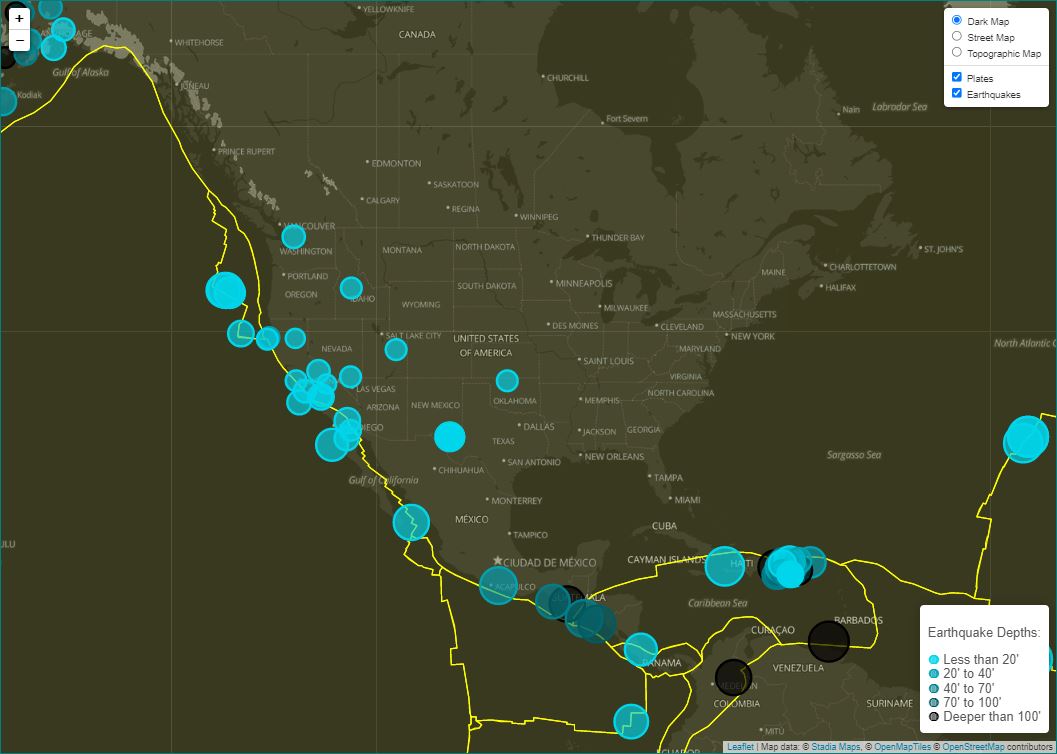 +
−
Dark Map
Street Map
Topographic Map
Plates
Earthquakes
YELLOWKNIFE
CANADA
WHITEHORSE
Gulf of Alaska
JUNEAU
CHURCHILL
Kodiak
Nain
Labrador Sea
Fort Severn
PRINCE RUPERT
EDMONTON
SASKATOON
CALGARY
REGINA
WINNIPEG
VANCOUVER
THUNDER BAY
WASHINGTON
MONTANA
NORTH DAKOTA
ST. JOHN'S
CHARLOTTETOWN
MAINE
PORTLAND
OREGON
SOUTH DAKOTA
MINNEAPOLIS
HALIFAX
IDAHO
WYOMING
MILWAUKEE
MASSACHUSETTS
DES MOINES
CLEVELAND
SALT LAKE CITY
UNITED STATES
OF AMERICA
NEW YORK
NEVADA
MARYLAND
North Atlantic
SAINT LOUIS
VIRGINIA
LAS VEGAS
NORTH CAROLINA
OKLAHOMA
MEMPHIS
ARIZONA
NEW MEXICO
DALLAS
JACKSON
GEORGIA
TEXAS
NEW ORLEANS
Sargasso Sea
SAN ANTONIO
CHIHUAHUA
Gulf of California
TAMPA
MONTERREY
MIAMI
MÉXICO
CUBA
TAMPICO
CIUDAD DE MÉXICO
CAYMAN ISLANDS
HAITI
ACAPULCO
GUATEMALA
Caribbean Sea
BARBADOS
CURAÇAO
PANAMA
VENEZUELA
MEDELLÍN
COLOMBIA
SURINAME
MITÚ
ECUADOR
Earthquake Depths:
Less than 20'
20' to 40'
40' to 70'
70' to 100'
Deeper than 100'
Leaflet | Map data: © Stadia Maps, © OpenMapTiles © OpenStreetMap contributors